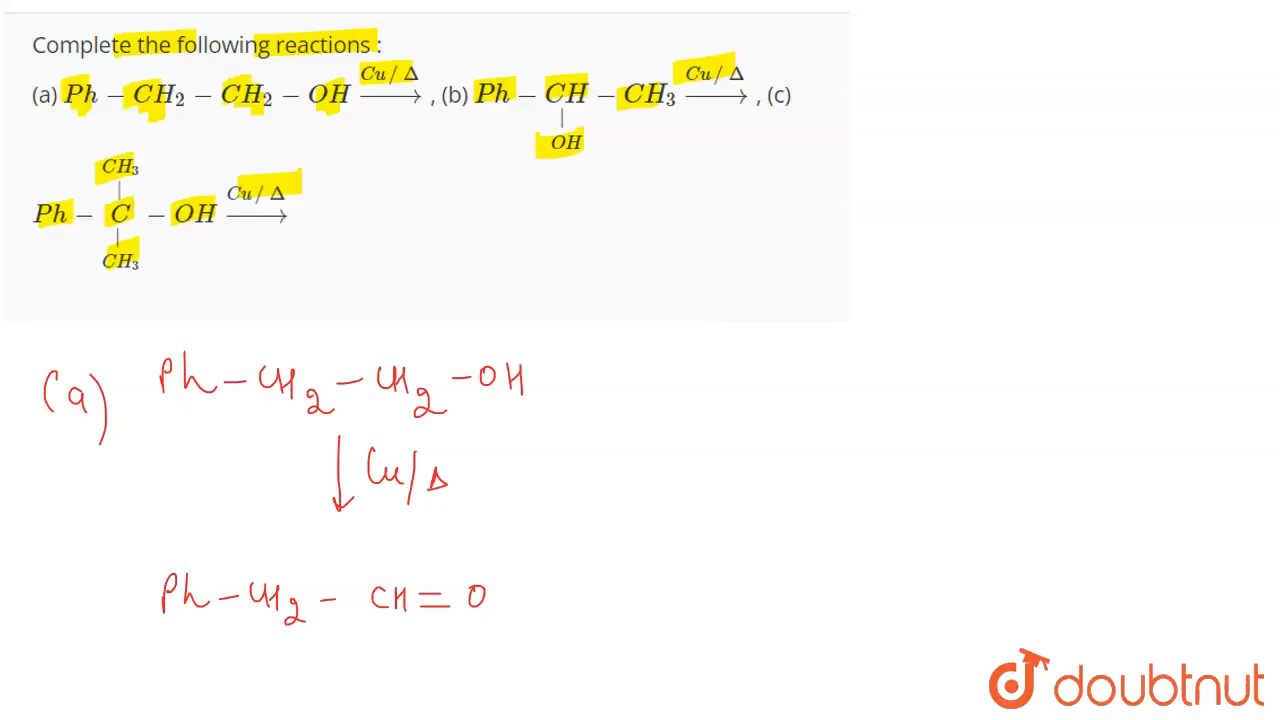 Complete the following reactions :
(a) Ph − CH₂ − CH₂ − OH —Cu / Δ→ , (b) Ph − CH − CH₃ —Cu / Δ→ , (c)
|
OH
CH₃
|
Ph − C − OH —Cu / Δ→
|
CH₃
(a) Ph − CH₂ − CH₂ − OH
↓ Cu/Δ
Ph − CH₂ − CH = O
doubtnut